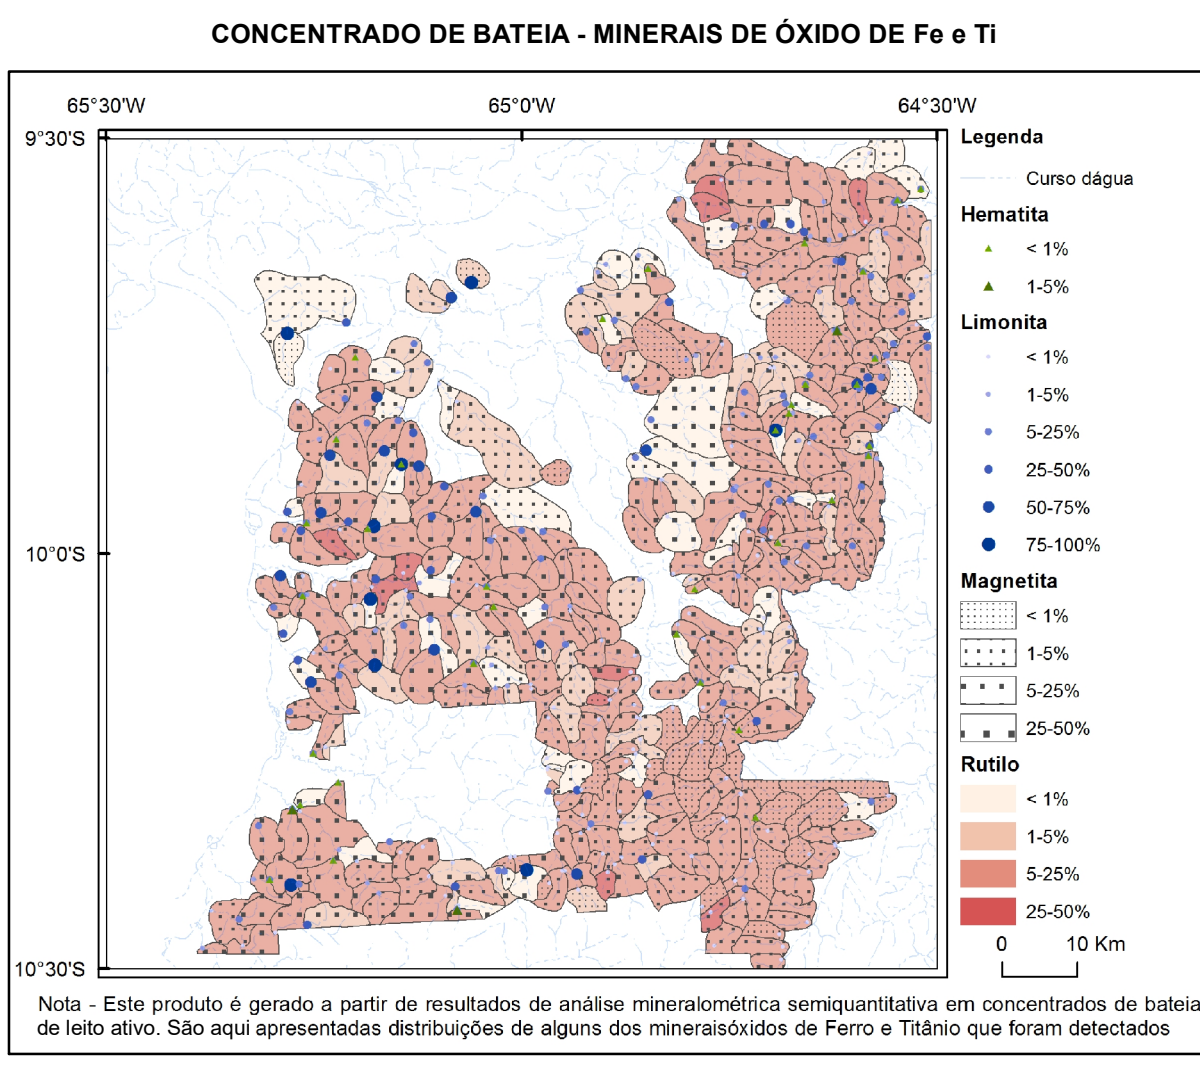 CONCENTRADO DE BATEIA - MINERAIS DE ÓXIDO DE Fe e Ti
65°30'W
65°0'W
64°30'W
9°30'S
10°0'S
10°30'S
Legenda
Curso dágua
Hematita
< 1%
1-5%
Limonita
< 1%
1-5%
5-25%
25-50%
50-75%
75-100%
Magnetita
< 1%
1-5%
5-25%
25-50%
Rutilo
< 1%
1-5%
5-25%
25-50%
0 10 Km
Nota - Este produto é gerado a partir de resultados de análise mineralométrica semiquantitativa em concentrados de bateia
de leito ativo. São aqui apresentadas distribuições de alguns dos mineraisóxidos de Ferro e Titânio que foram detectados